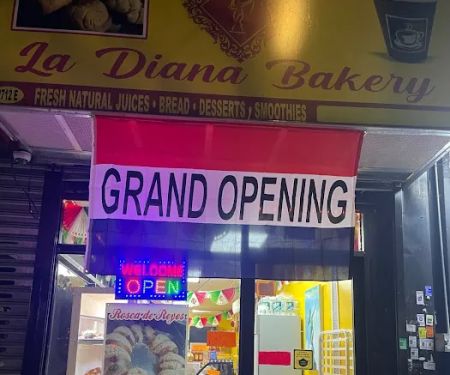 La Diana Bakery
FRESH NATURAL JUICES • BREAD • DESSERTS, SMOOTHIES
GRAND OPENING
WELCOME
OPEN
Rosca de Reyes